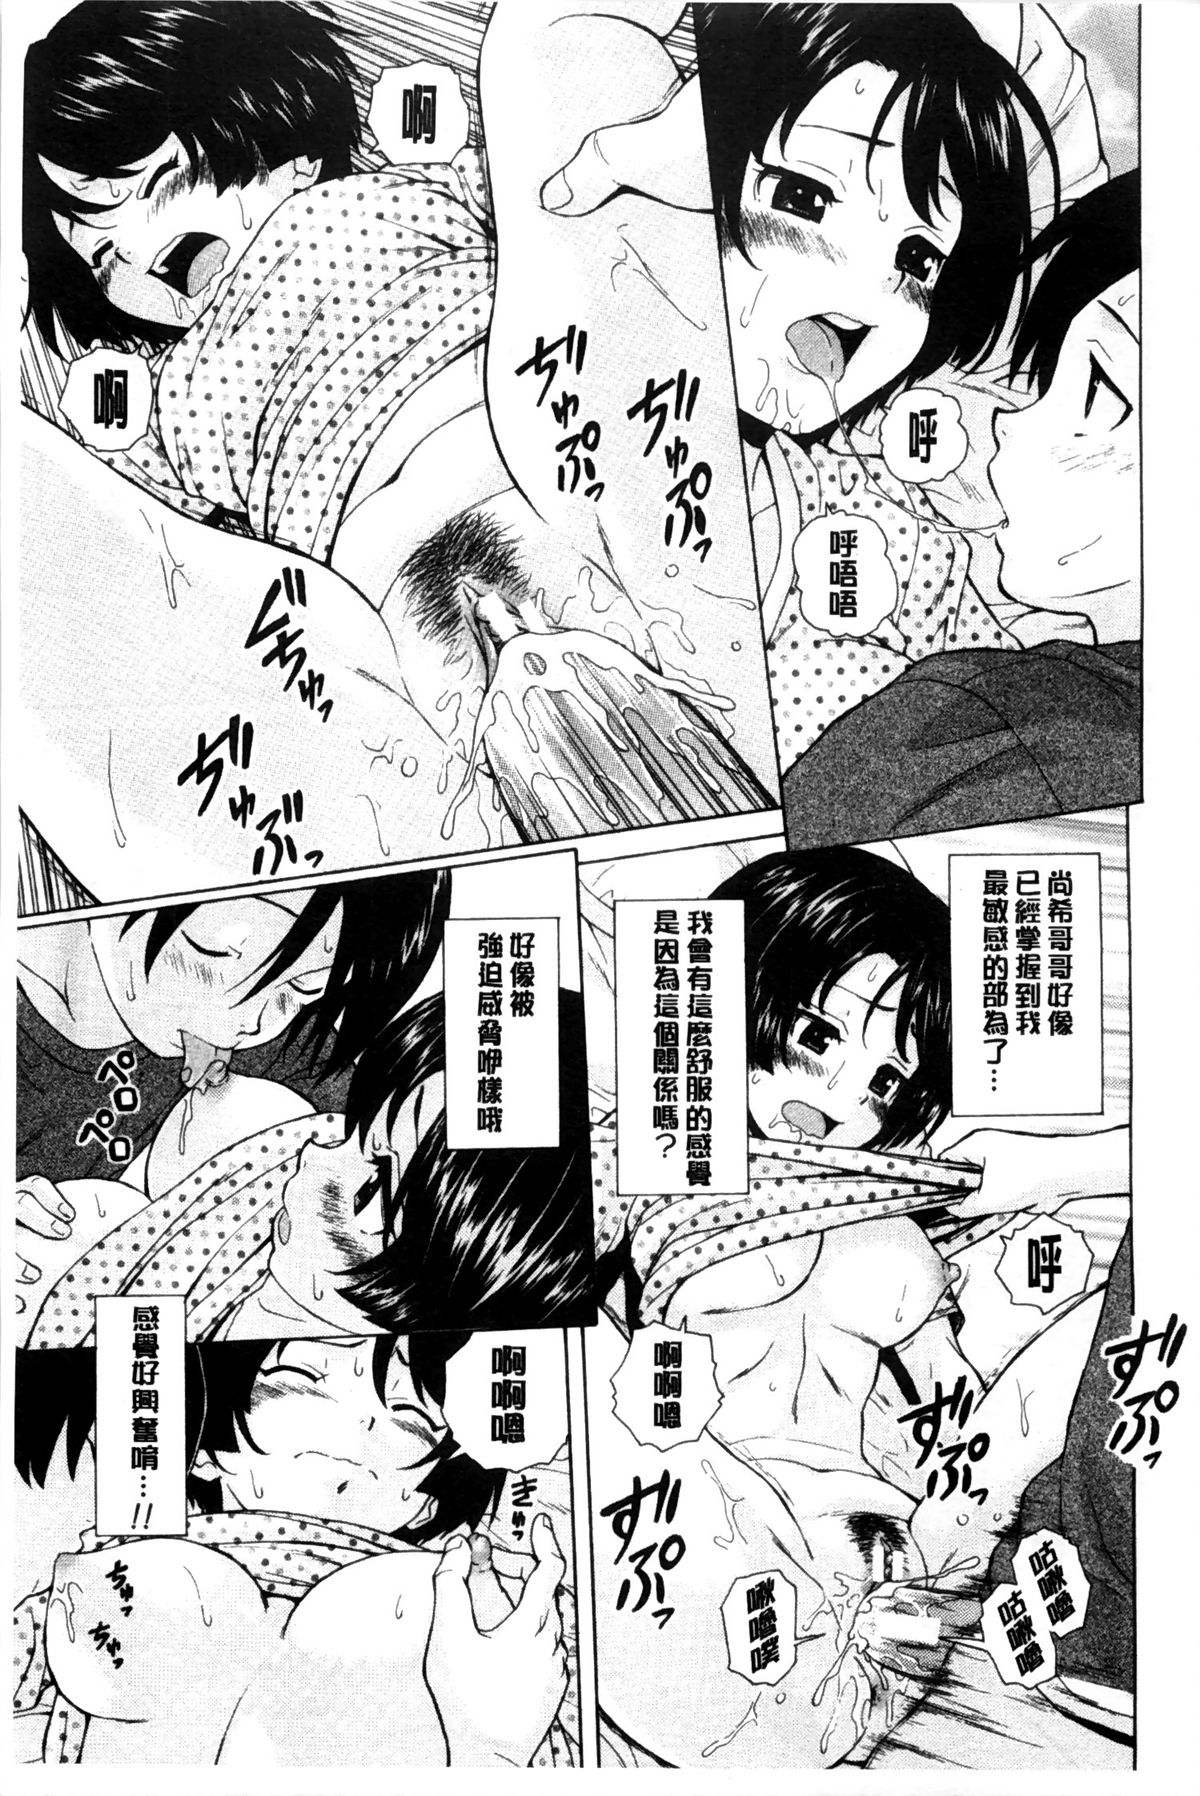 呼
呼唔唔
啊
啊
ぢゅぷっ
ぢゅぷっ
ぐちゅっ
ぢゅぶっ
尚希哥哥好像
已經掌握到我
最敏感的部為了…
我會有這麼舒服的感覺
是因為這個關係嗎？
呼
啊啊嗯
ずぷっ
ずぷっ
ずぷっ
咕啾嚕
咕啾嚕
啾嚕噗
好像被
強迫威脅咿樣哦
ペロペロ
感覺好興奮唷…!!
啊啊嗯
きゅっ
ちゅっ
ちゅっ